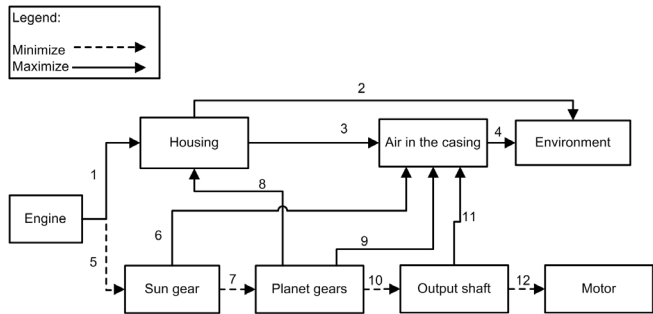 Legend:
Minimize
Maximize
2
Housing
3
Air in the casing
4
Environment
1
8
Engine
6
9
11
5
Sun gear
7
Planet gears
10
Output shaft
12
Motor